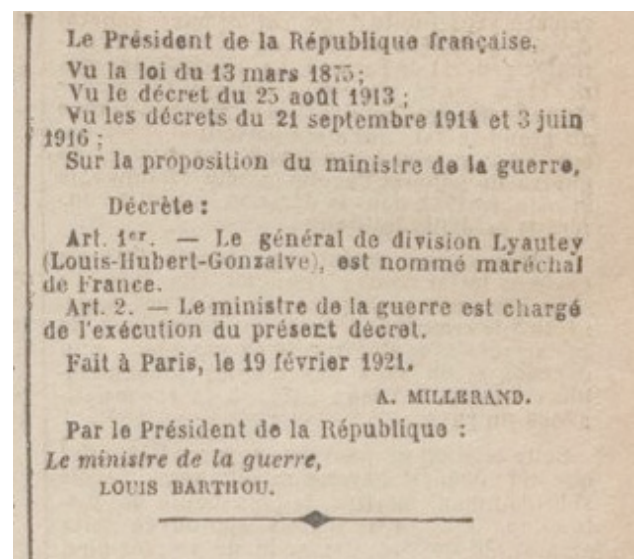 Le Président de la République française,
Vu la loi du 13 mars 1875;
Vu le décret du 25 août 1913 ;
Vu les décrets du 21 septembre 1914 et 3 juin
1916 ;
Sur la proposition du ministre de la guerre,
Décrète :
Art. 1er. — Le général de division Lyautey
(Louis-Hubert-Gonzalve), est nommé maréchal
de France.
Art. 2. — Le ministre de la guerre est chargé
de l'exécution du présent décret.
Fait à Paris, le 19 février 1921.
A. MILLERAND.
Par le Président de la République :
Le ministre de la guerre,
LOUIS BARTHOU.